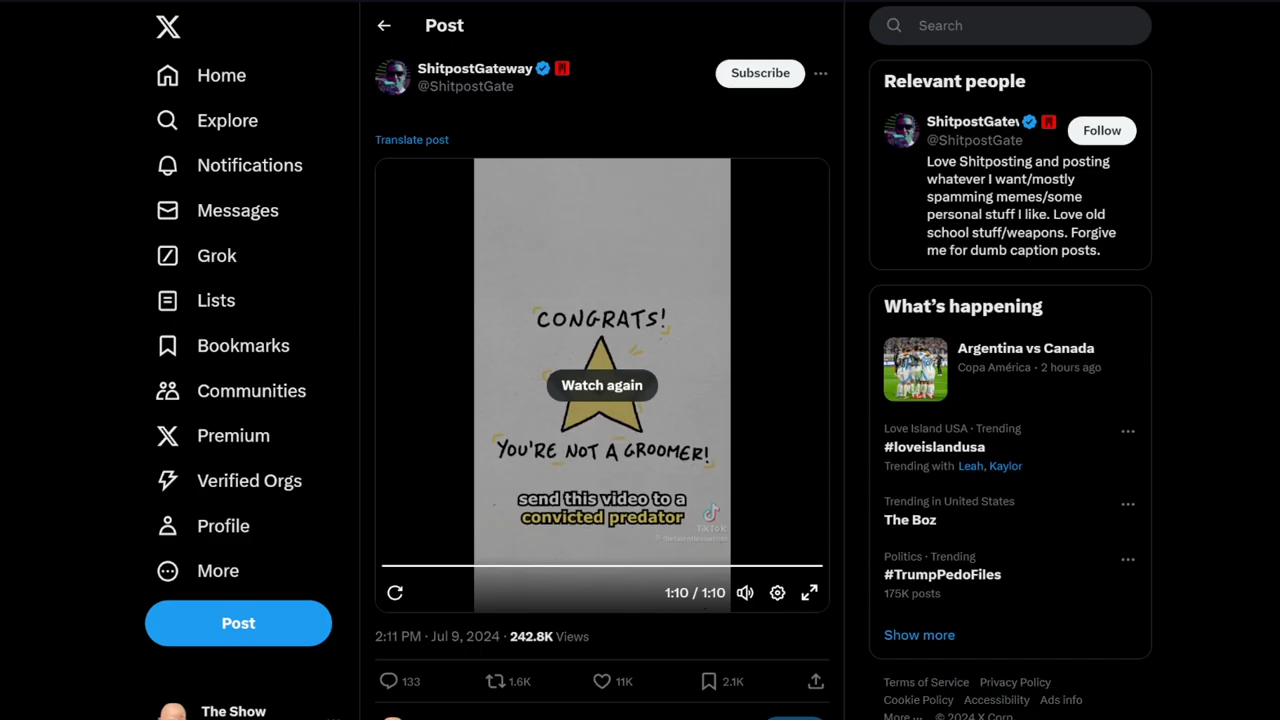 Home
Explore
Notifications
Messages
Grok
Lists
Bookmarks
Communities
Premium
Verified Orgs
Profile
More
Post
The Show
Post
ShitpostGateway
@ShitpostGate
Subscribe
Translate post
CONGRATS!
Watch again
YOU'RE NOT A GROOMER!
send this video to a
convicted predator
TikTok
1:10 / 1:10
2:11 PM · Jul 9, 2024 · 242.8K Views
133
1.6K
11K
2.1K
Search
Relevant people
ShitpostGatev
@ShitpostGate
Follow
Love Shitposting and posting
whatever I want/mostly
spamming memes/some
personal stuff I like. Love old
school stuff/weapons. Forgive
me for dumb caption posts.
What's happening
Argentina vs Canada
Copa América · 2 hours ago
Love Island USA · Trending
#loveislandusa
Trending with Leah, Kaylor
Trending in United States
The Boz
Politics · Trending
#TrumpPedoFiles
175K posts
Show more
Terms of Service Privacy Policy
Cookie Policy Accessibility Ads info
More ... © 2024 X Corp.